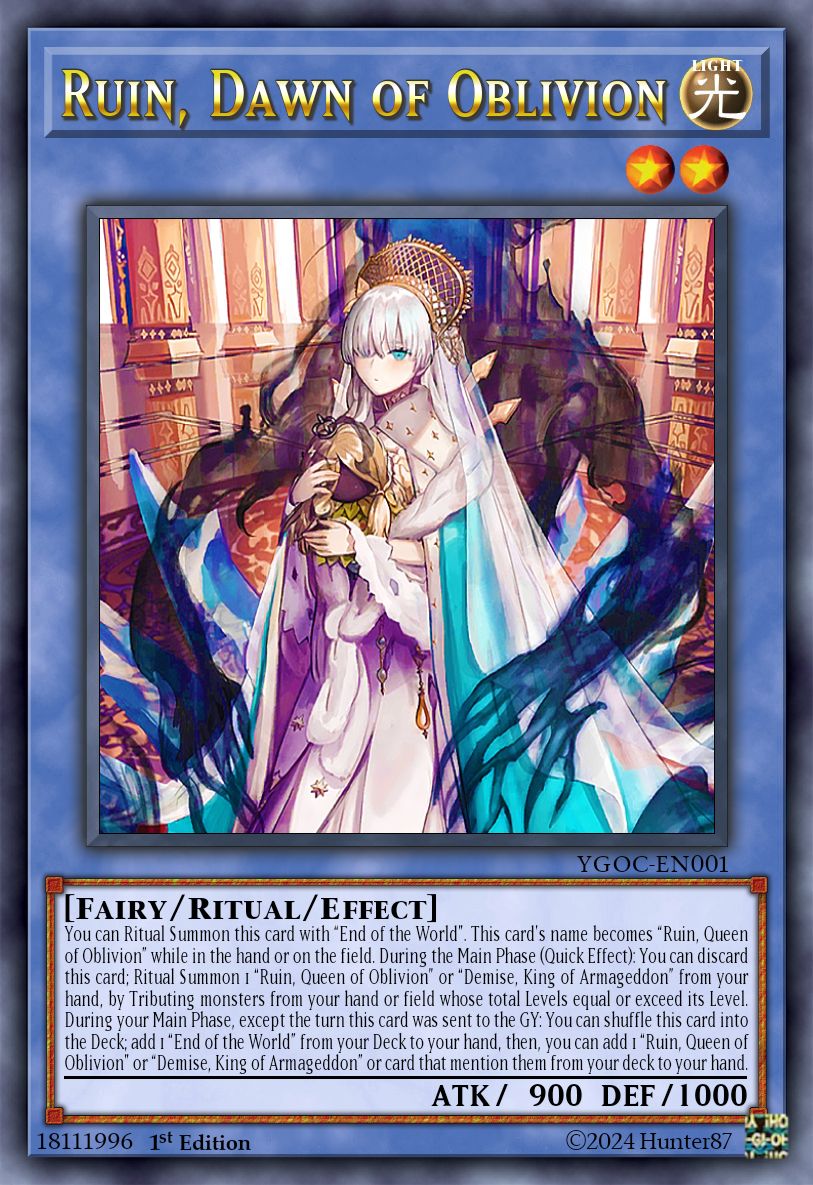 Ruin, Dawn of Oblivion
LIGHT
光
YGOC-EN001
[Fairy/Ritual/Effect]
You can Ritual Summon this card with “End of the World”. This card's name becomes “Ruin, Queen
of Oblivion” while in the hand or on the field. During the Main Phase (Quick Effect): You can discard
this card; Ritual Summon 1 “Ruin, Queen of Oblivion” or “Demise, King of Armageddon” from your
hand, by Tributing monsters from your hand or field whose total Levels equal or exceed its Level.
During your Main Phase, except the turn this card was sent to the GY: You can shuffle this card into
the Deck; add 1 “End of the World” from your Deck to your hand, then, you can add 1 “Ruin, Queen of
Oblivion” or “Demise, King of Armageddon” or card that mention them from your deck to your hand.
ATK/ 900 DEF/1000
18111996 1st Edition ©2024 Hunter87